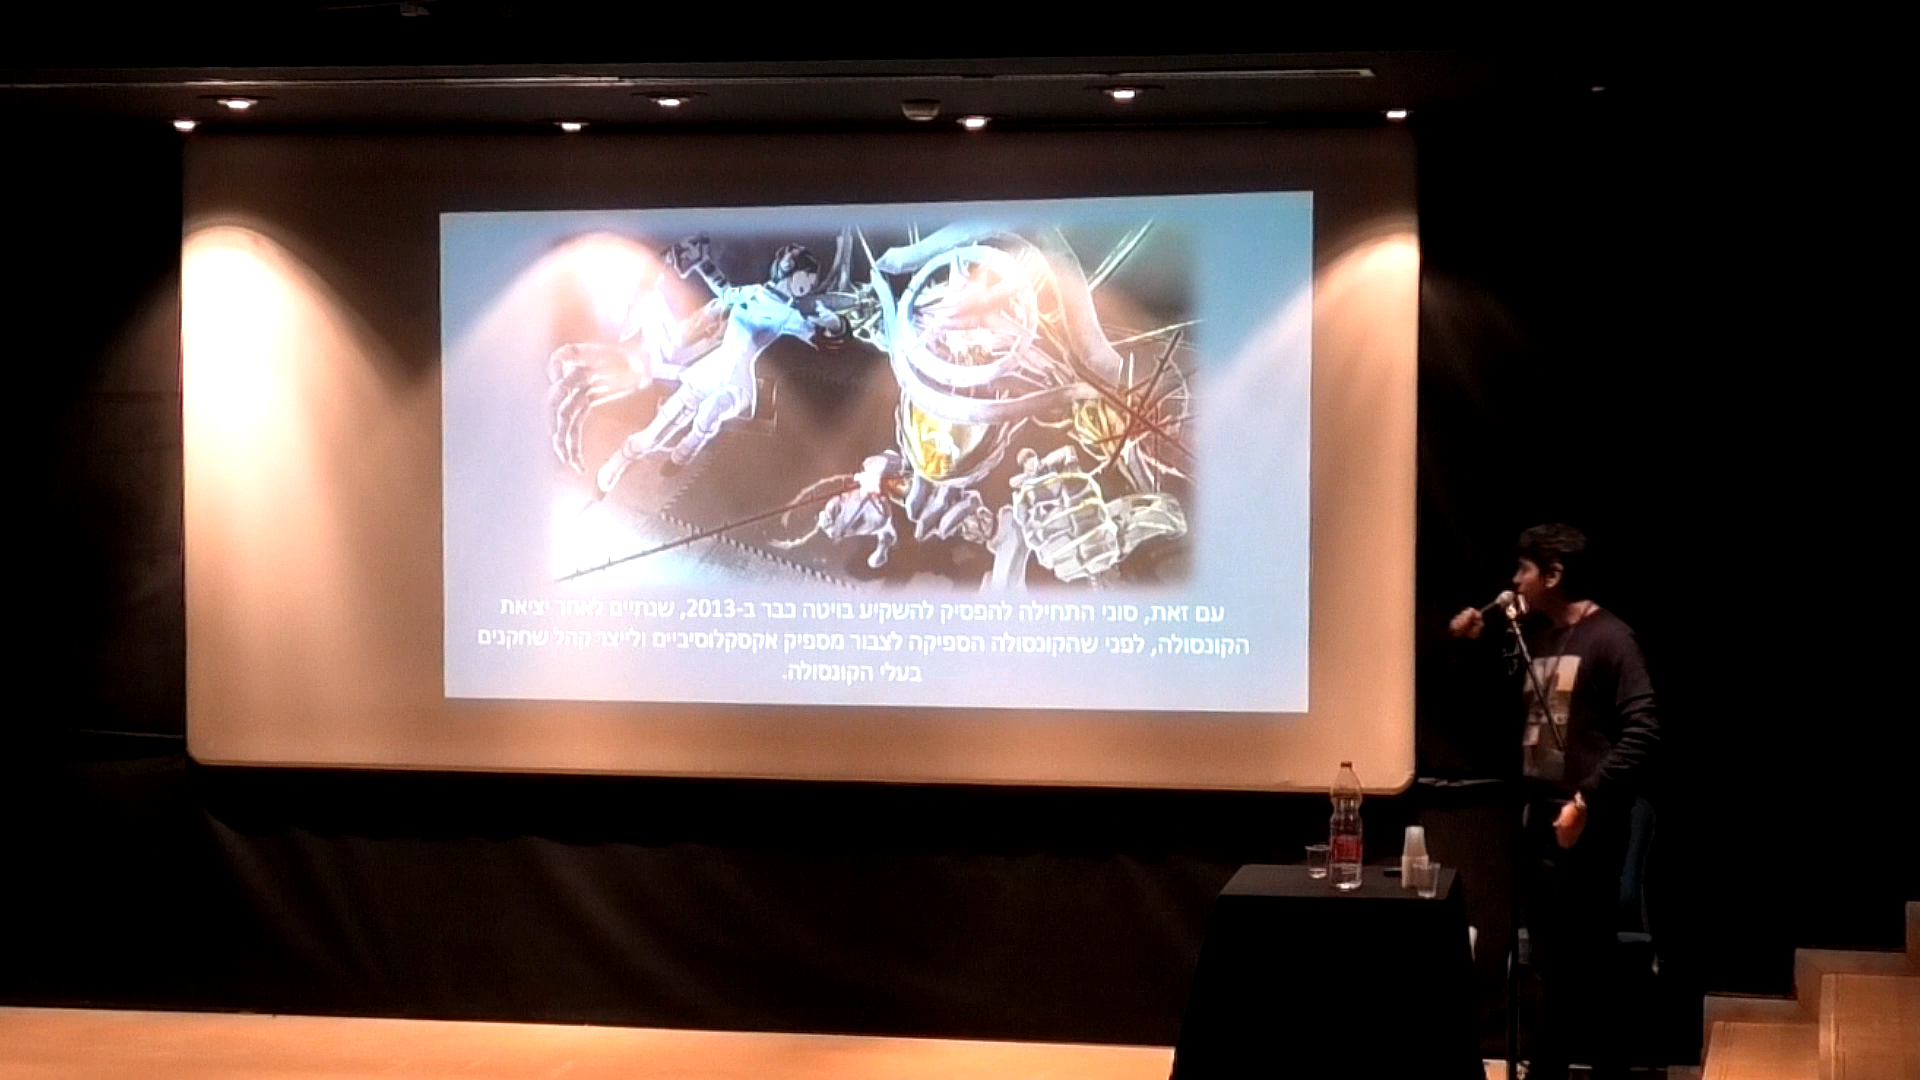 עם זאת, סוני התחילה להפסיק להשקיע בויטה כבר ב-2013, שנתיים לאחר יציאת
הקונסולה, לפני שהקונסולה הספיקה לצבור מספיק אקסקלוסיביים ולייצר קהל שחקנים
בעלי הקונסולה.